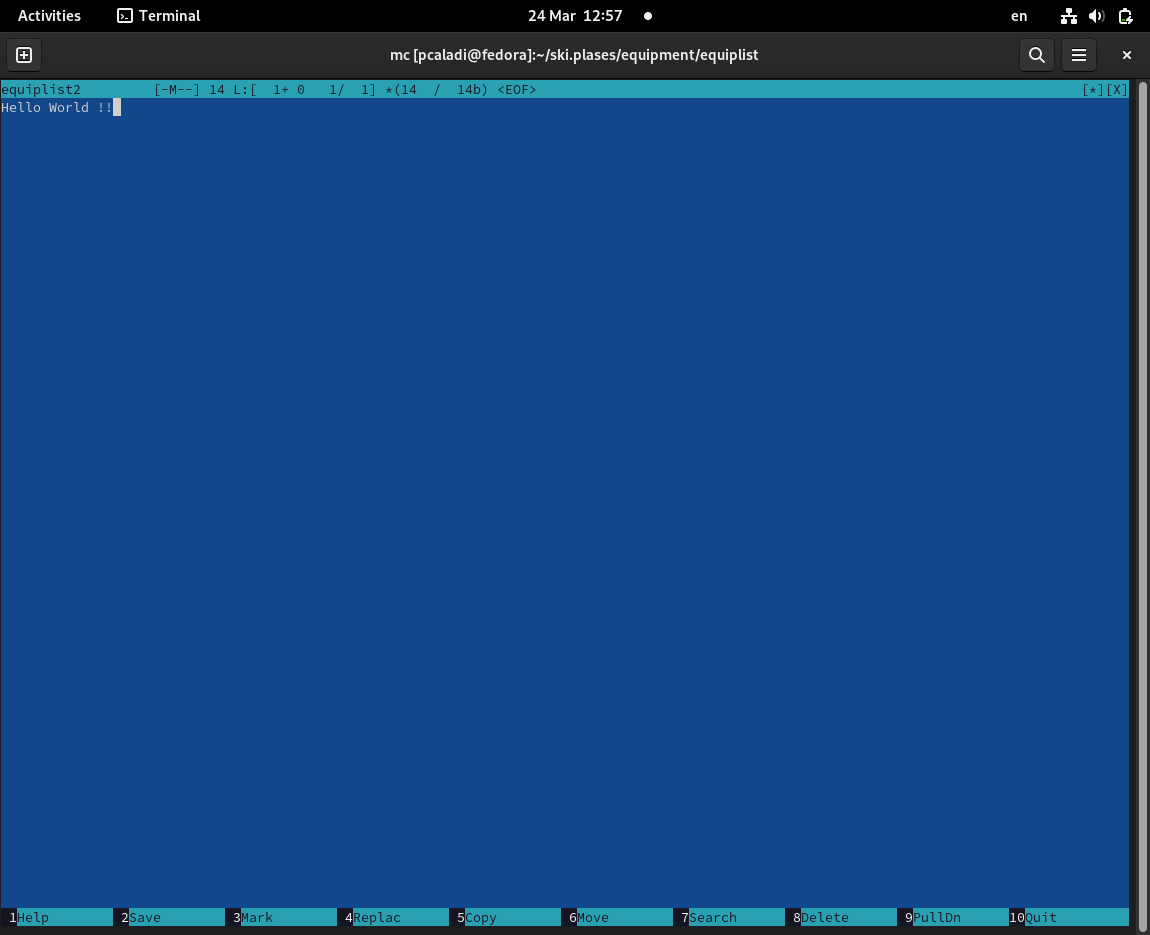 Activities Terminal 24 Mar 12:57 en
mc [pcaladi@fedora]:~/ski.plases/equipment/equiplist
equiplist2 [-M--] 14 L:[ 1+ 0 1/ 1] *(14 / 14b) <EOF> [*][X]
Hello World !!
1Help 2Save 3Mark 4Replac 5Copy 6Move 7Search 8Delete 9PullDn 10Quit